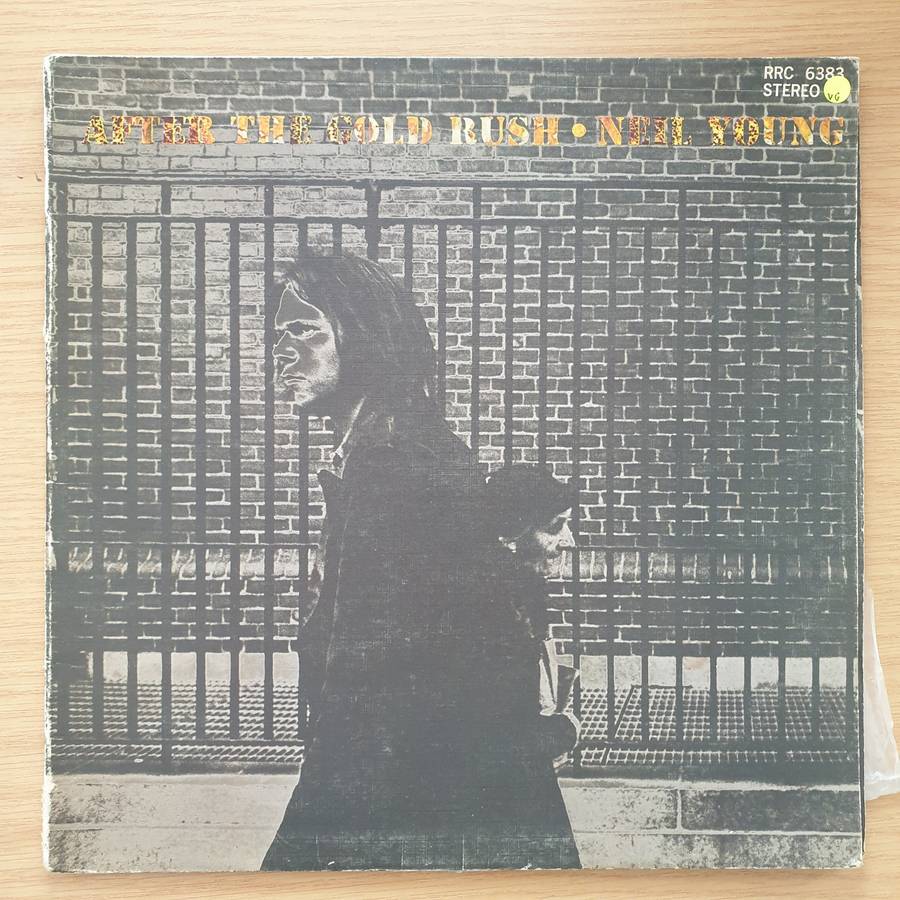 RRC 6383
STEREO
VG
AFTER THE GOLD RUSH • NEIL YOUNG